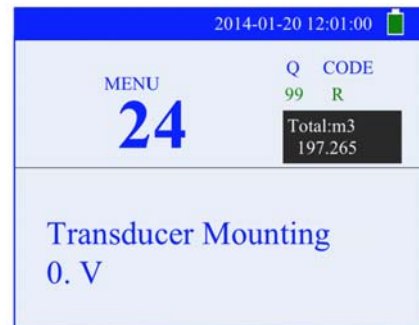 2014-01-20 12:01:00
MENU
24
Q CODE
99 R
Total:m3
197.265
Transducer Mounting
0. V